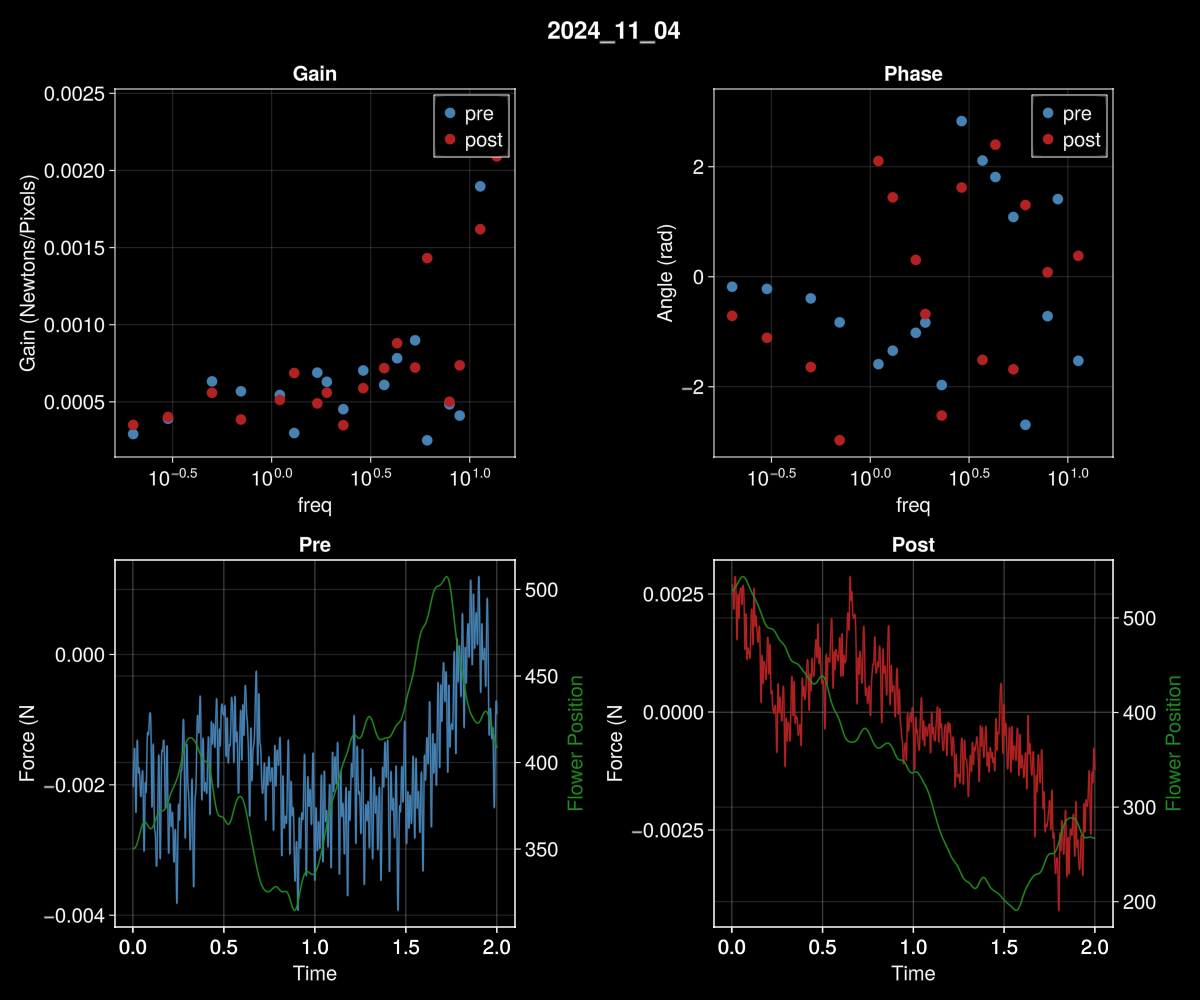 2024_11_04
Gain
0.0025
0.0020
0.0015
0.0010
0.0005
Gain (Newtons/Pixels)
pre
post
10^−0.5 10^0.0 10^0.5 10^1.0
freq
Phase
2
0
−2
Angle (rad)
pre
post
10^−0.5 10^0.0 10^0.5 10^1.0
freq
Pre
0.000
−0.002
−0.004
Force (N
500
450
400
350
Flower Position
0.0 0.5 1.0 1.5 2.0
Time
Post
0.0025
0.0000
−0.0025
Force (N
500
400
300
200
Flower Position
0.0 0.5 1.0 1.5 2.0
Time